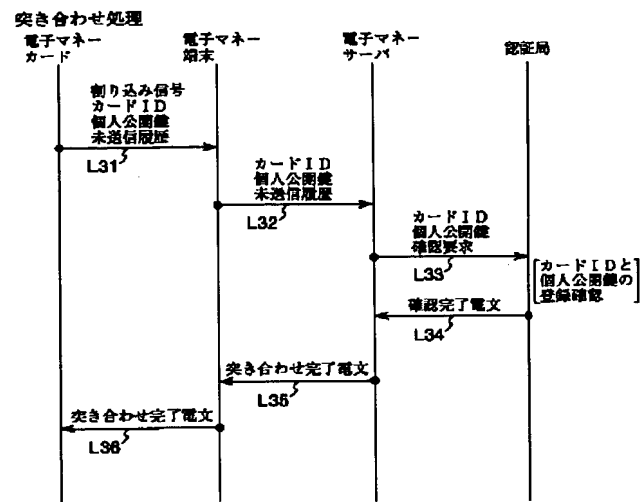 突き合わせ処理
電子マネー
カード
電子マネー
端末
電子マネー
サーバ
認証局
割り込み信号
カードＩＤ
個人公開鍵
未送信履歴
L31
カードＩＤ
個人公開鍵
未送信履歴
L32
カードＩＤ
個人公開鍵
確認要求
L33
カードＩＤと
個人公開鍵の
登録確認
確認完了電文
L34
突き合わせ完了電文
L35
突き合わせ完了電文
L36